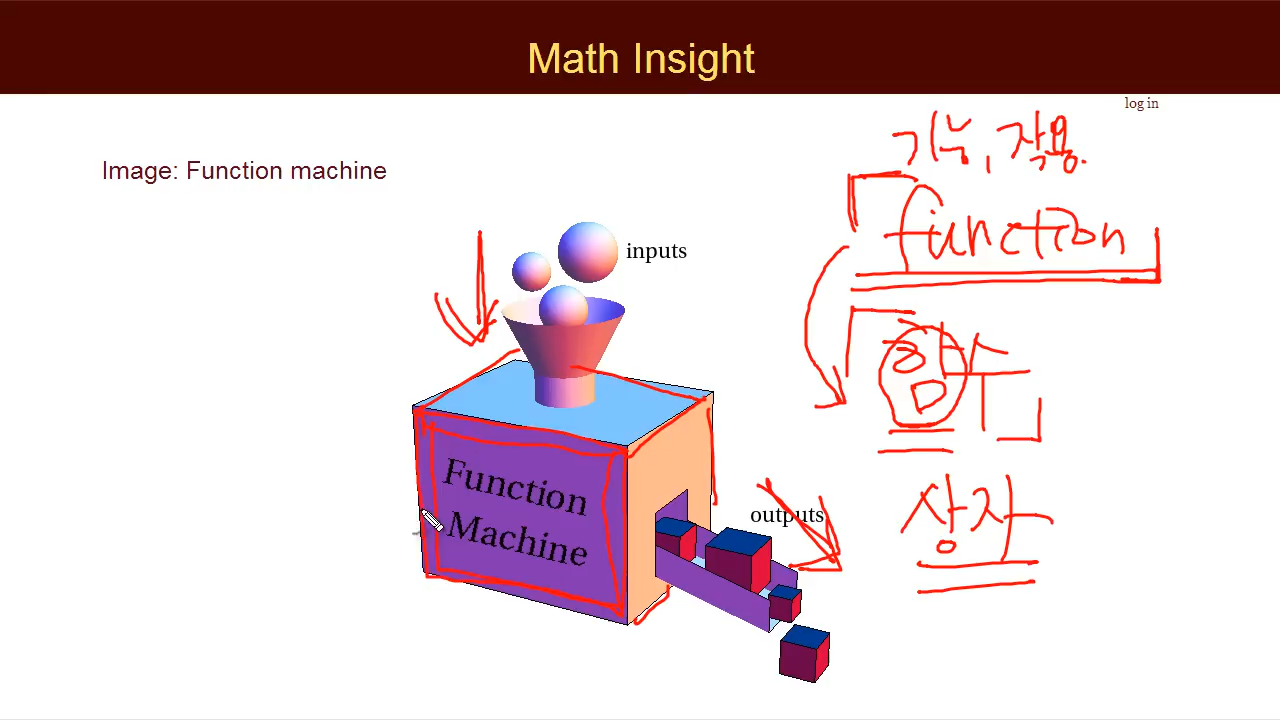 Math Insight
log in
Image: Function machine
기능, 작용.
function
함수
상자
inputs
Function
Machine
outputs